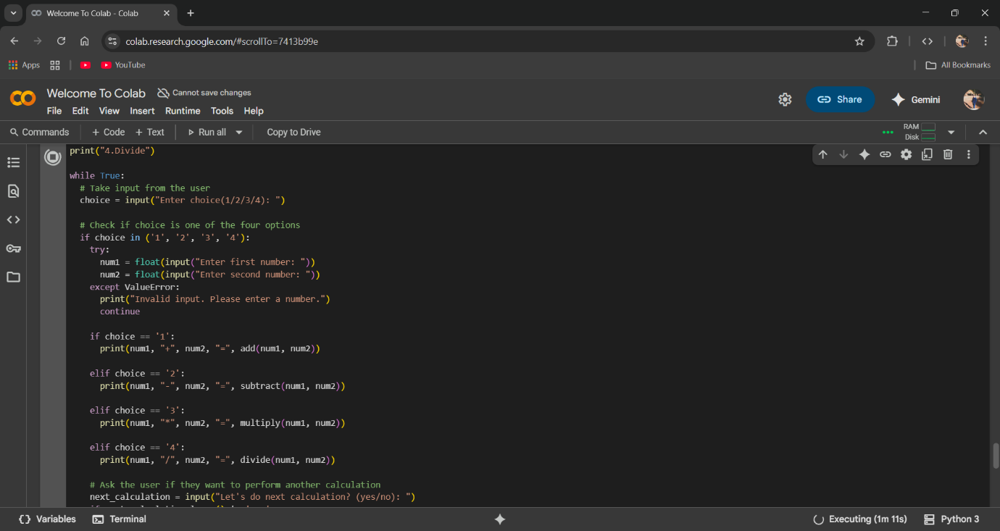 Welcome To Colab - Colab
colab.research.google.com/#scrollTo=7413b99e
Apps
YouTube
All Bookmarks
Welcome To Colab
Cannot save changes
File Edit View Insert Runtime Tools Help
Share
Gemini
Commands + Code + Text Run all Copy to Drive
RAM
Disk
print("4.Divide")
while True:
# Take input from the user
choice = input("Enter choice(1/2/3/4): ")
# Check if choice is one of the four options
if choice in ('1', '2', '3', '4'):
try:
num1 = float(input("Enter first number: "))
num2 = float(input("Enter second number: "))
except ValueError:
print("Invalid input. Please enter a number.")
continue
if choice == '1':
print(num1, "+", num2, "=", add(num1, num2))
elif choice == '2':
print(num1, "-", num2, "=", subtract(num1, num2))
elif choice == '3':
print(num1, "*", num2, "=", multiply(num1, num2))
elif choice == '4':
print(num1, "/", num2, "=", divide(num1, num2))
# Ask the user if they want to perform another calculation
next_calculation = input("Let's do next calculation? (yes/no): ")
Variables
Terminal
Executing (1m 11s)
Python 3